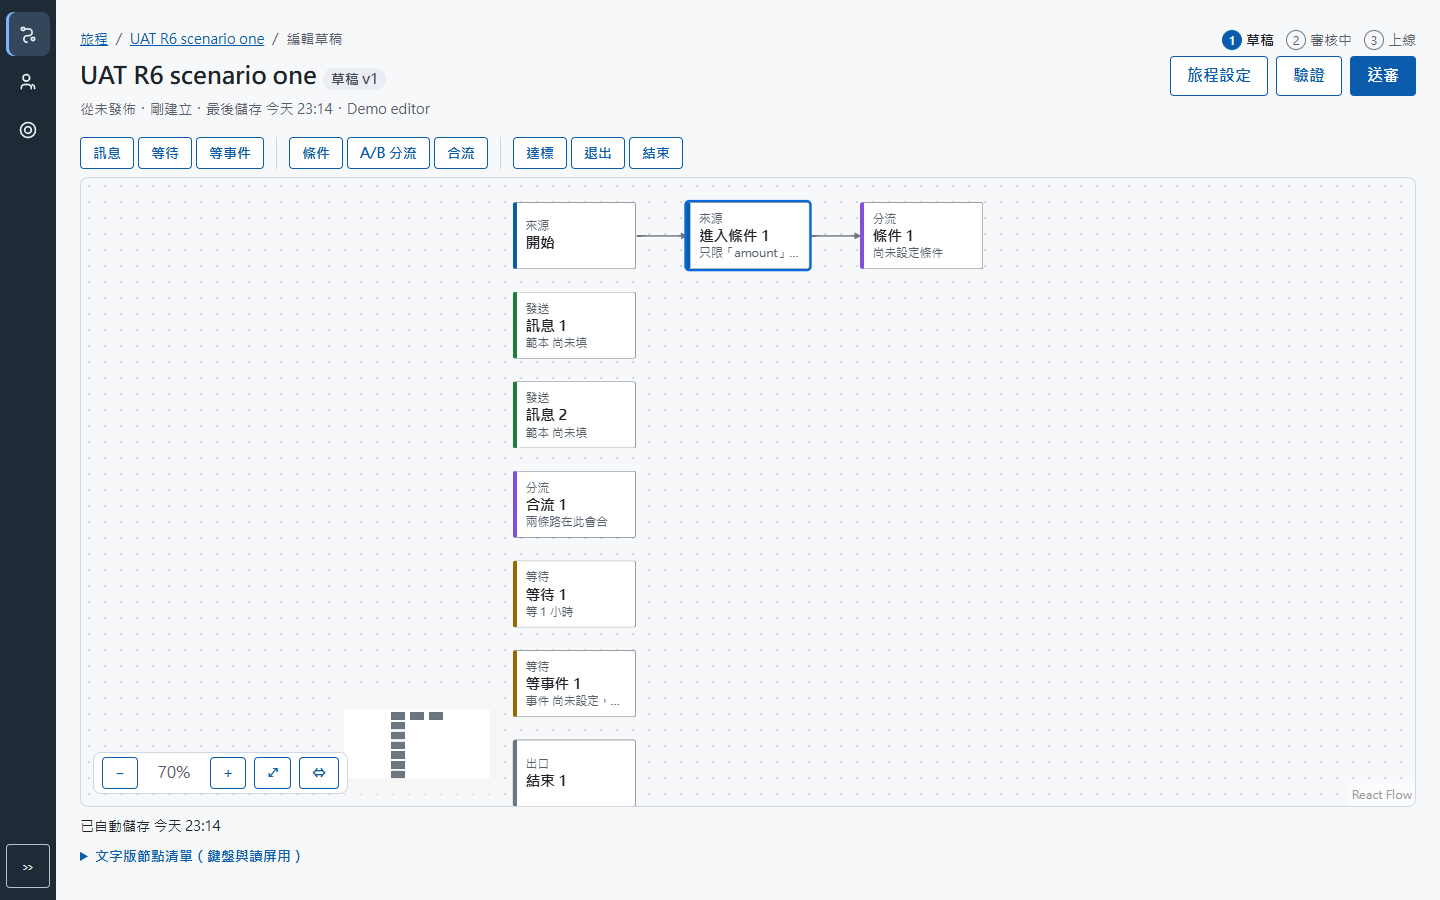 旅程 / UAT R6 scenario one / 編輯草稿
1 草稿 2 審核中 3 上線
UAT R6 scenario one 草稿 v1
旅程設定 驗證 送審
從未發佈 · 剛建立 · 最後儲存 今天 23:14 · Demo editor
訊息 等待 等事件 條件 A/B 分流 合流 達標 退出 結束
來源
開始
來源
進入條件 1
只限「amount」...
分流
條件 1
尚未設定條件
發送
訊息 1
範本 尚未填
發送
訊息 2
範本 尚未填
分流
合流 1
兩條路在此會合
等待
等待 1
等 1 小時
等待
等事件 1
事件 尚未設定，...
出口
結束 1
− 70% +
React Flow
已自動儲存 今天 23:14
文字版節點清單（鍵盤與讀屏用）
»